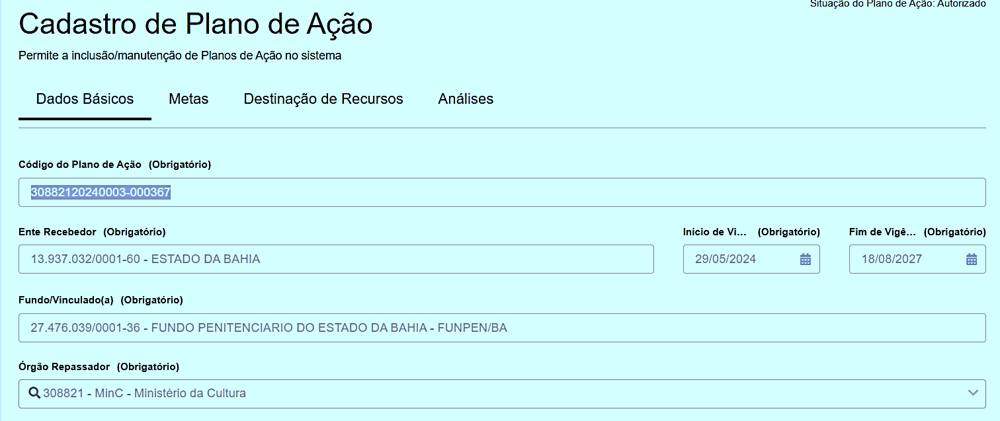 Situação do Plano de Ação: Autorizado
Cadastro de Plano de Ação
Permite a inclusão/manutenção de Planos de Ação no sistema
Dados Básicos Metas Destinação de Recursos Análises
Código do Plano de Ação (Obrigatório)
30882120240003-000367
Ente Recebedor (Obrigatório) Início de Vi... (Obrigatório) Fim de Vigê... (Obrigatório)
13.937.032/0001-60 - ESTADO DA BAHIA 29/05/2024 18/08/2027
Fundo/Vinculado(a) (Obrigatório)
27.476.039/0001-36 - FUNDO PENITENCIARIO DO ESTADO DA BAHIA - FUNPEN/BA
Órgão Repassador (Obrigatório)
308821 - MinC - Ministério da Cultura